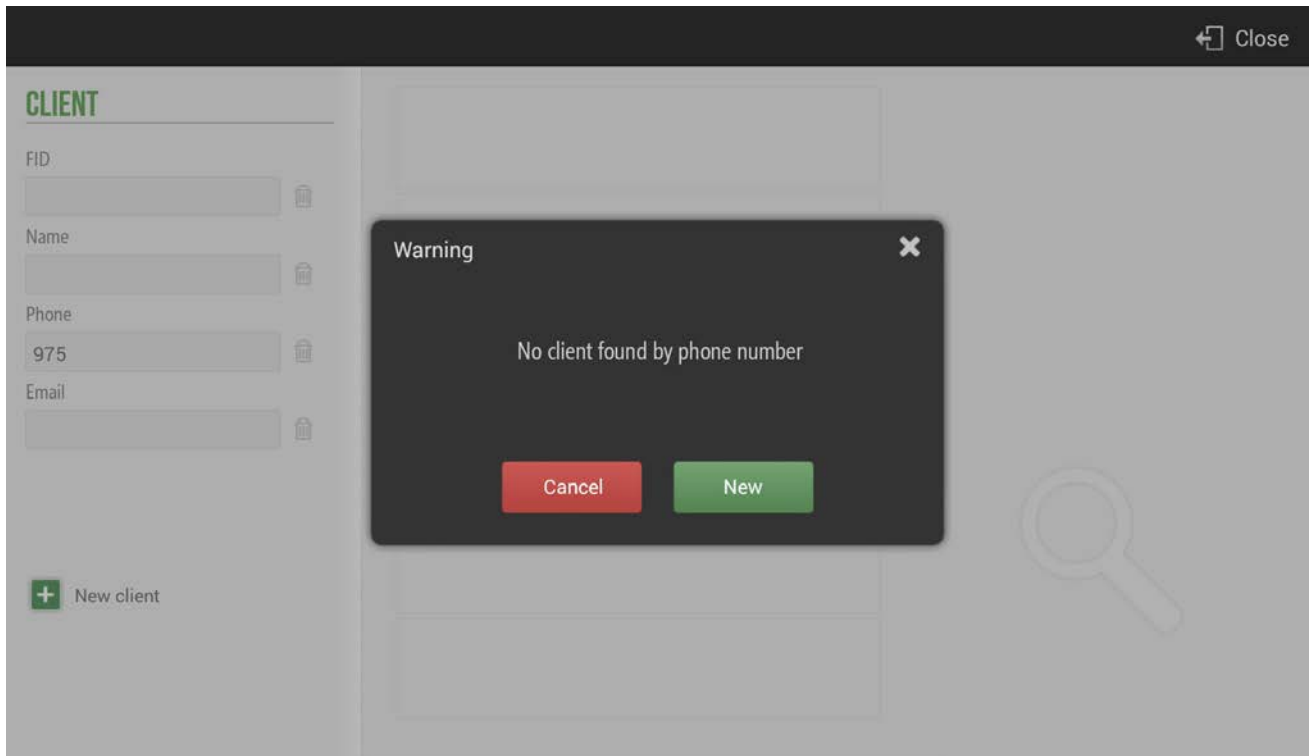 Close
CLIENT
FID
Name
Phone
975
Email
New client
Warning
No client found by phone number
Cancel
New